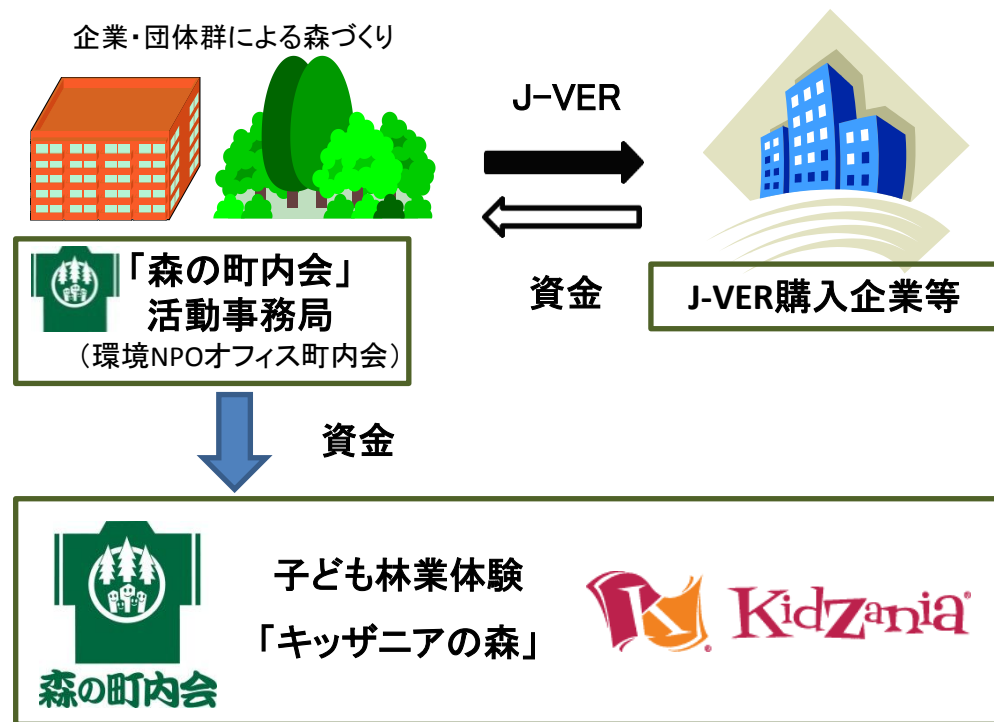 企業・団体群による森づくり
J-VER
資金
「森の町内会」
活動事務局
（環境NPOオフィス町内会）
J-VER購入企業等
資金
子ども林業体験
「キッザニアの森」
森の町内会
K
KidZania